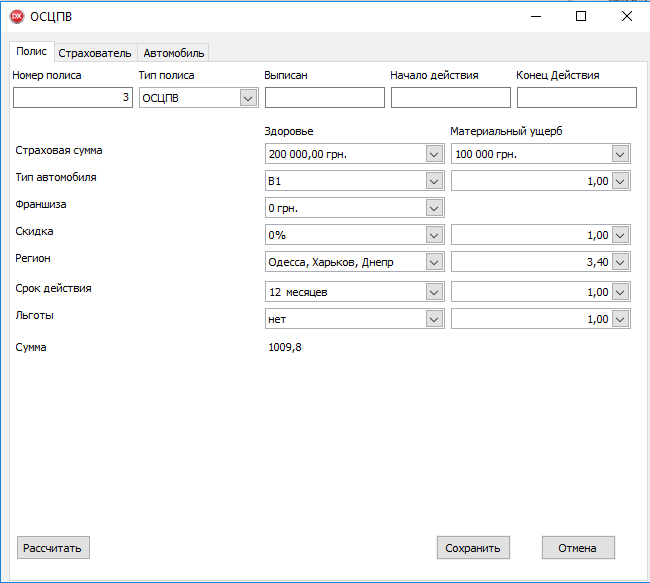 DX ОСЦПВ
Полис Страхователь Автомобиль
Номер полиса Тип полиса Выписан Начало действия Конец Действия
3 ОСЦПВ
Здоровье Материальный ущерб
Страховая сумма 200 000,00 грн. 100 000 грн.
Тип автомобиля B1 1,00
Франшиза 0 грн.
Скидка 0% 1,00
Регион Одесса, Харьков, Днепр 3,40
Срок действия 12 месяцев 1,00
Льготы нет 1,00
Сумма 1009,8
Рассчитать Сохранить Отмена